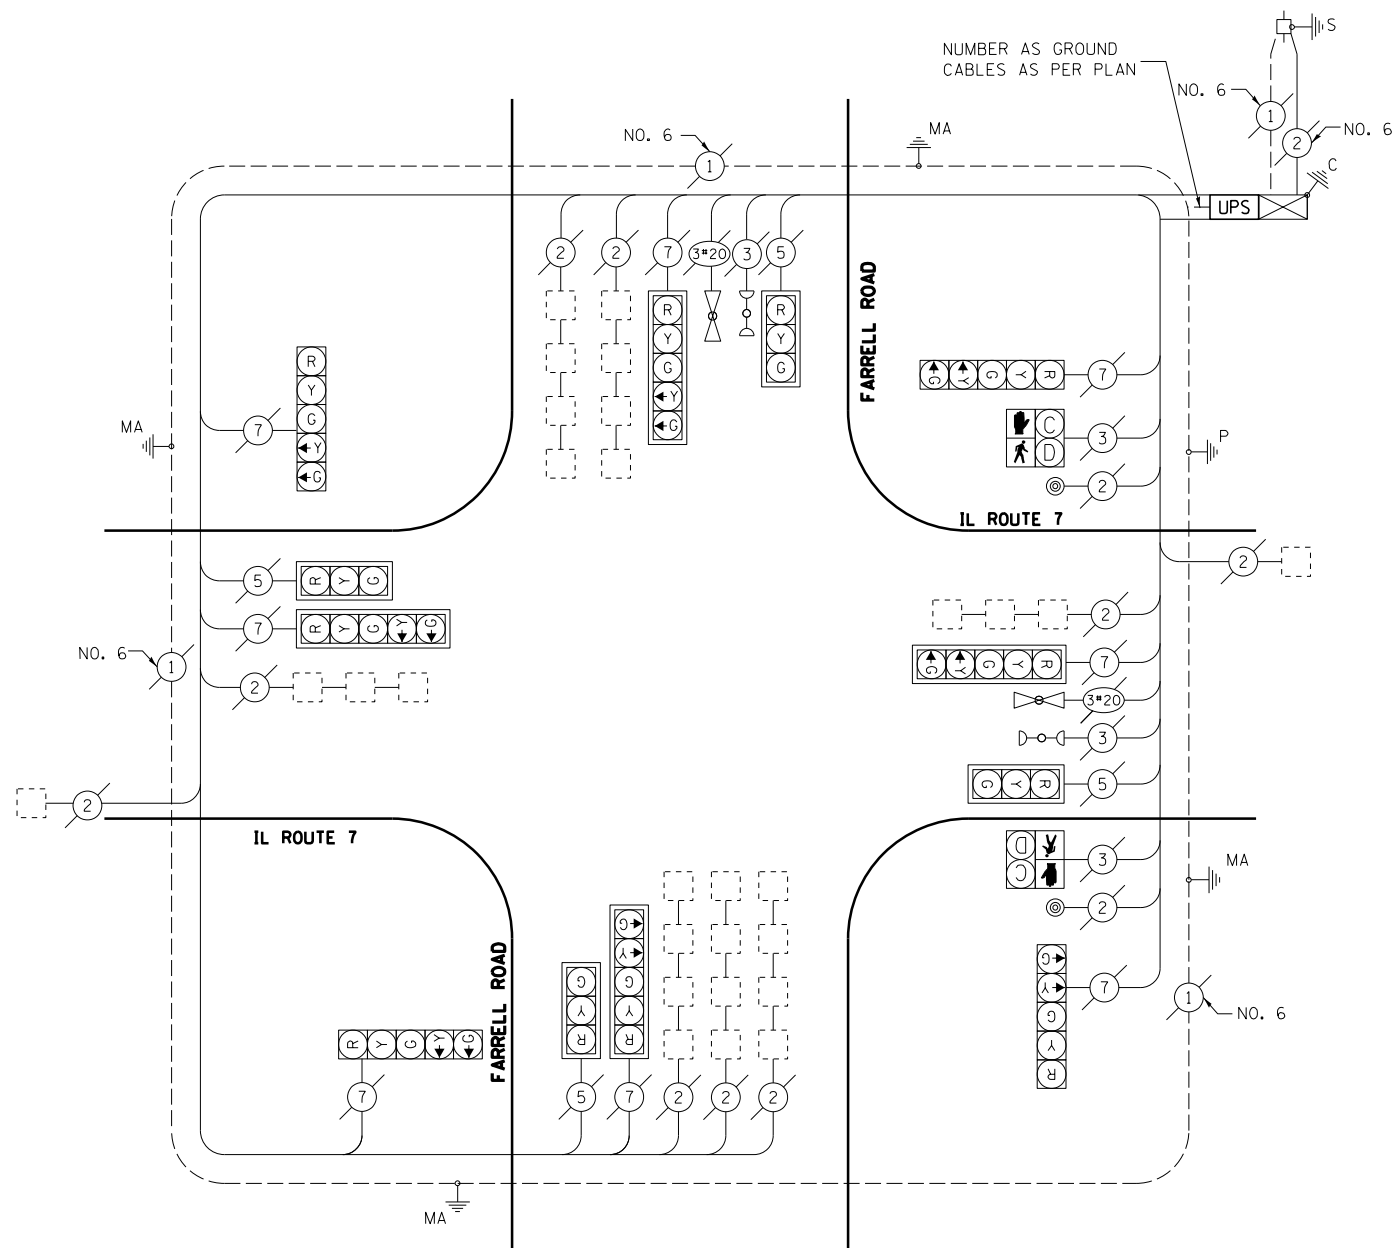 S
NUMBER AS GROUND
CABLES AS PER PLAN
NO. 6
1
NO. 6
2
NO. 6
1
MA
C
UPS
2
2
7
3#20
3
5
R
Y
G
Y
G
R
Y
G
FARRELL ROAD
R
Y
G
Y
G
7
MA
G Y G Y R
7
C
D
3
2
P
IL ROUTE 7
2
5
R Y G
7
R Y G Y G
NO. 6
1
2
2
G Y G Y R
7
3#20
3
G Y R
5
2
IL ROUTE 7
D
C
3
MA
2
G
Y
G
Y
R
7
1
NO. 6
G
Y
G
Y
R
G
Y
R
FARRELL ROAD
R Y G Y G
7
5
7
2
2
2
MA